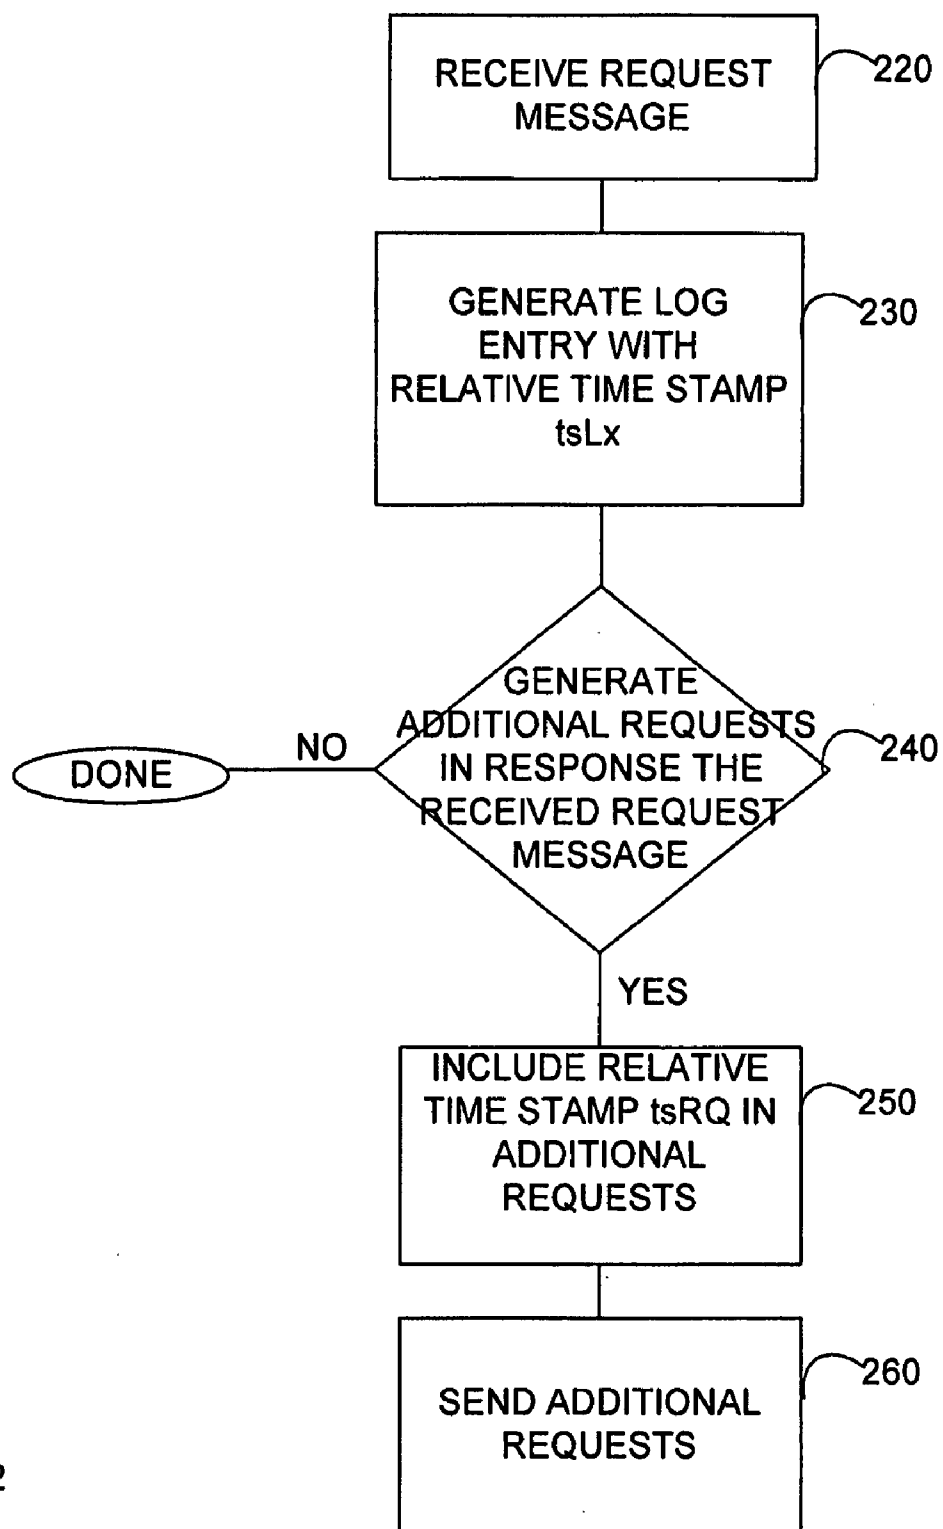 RECEIVE REQUEST
MESSAGE
220
GENERATE LOG
ENTRY WITH
RELATIVE TIME STAMP
tsLx
230
GENERATE
ADDITIONAL REQUESTS
IN RESPONSE THE
RECEIVED REQUEST
MESSAGE
240
NO
DONE
YES
INCLUDE RELATIVE
TIME STAMP tsRQ IN
ADDITIONAL
REQUESTS
250
SEND ADDITIONAL
REQUESTS
260
2